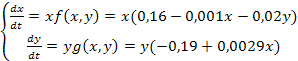 dx/dt = xf(x,y) = x(0,16 − 0,001x − 0,02y)
dy/dt = yg(x,y) = y(−0,19 + 0,0029x)